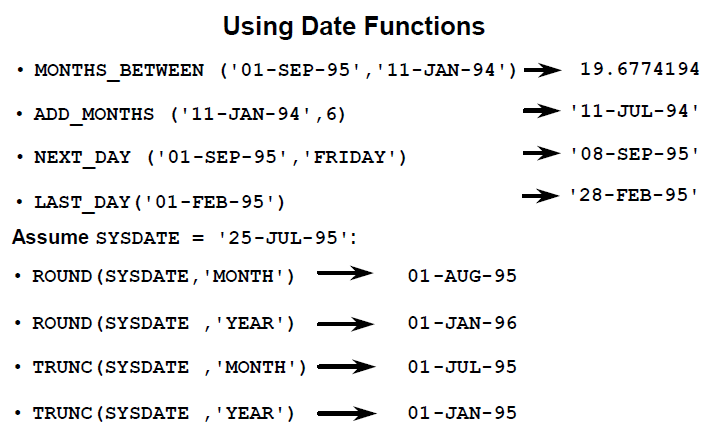 Using Date Functions
• MONTHS_BETWEEN ('01-SEP-95','11-JAN-94') 19.6774194
• ADD_MONTHS ('11-JAN-94',6) '11-JUL-94'
• NEXT_DAY ('01-SEP-95','FRIDAY') '08-SEP-95'
• LAST_DAY('01-FEB-95') '28-FEB-95'
Assume SYSDATE = '25-JUL-95':
• ROUND(SYSDATE,'MONTH') 01-AUG-95
• ROUND(SYSDATE ,'YEAR') 01-JAN-96
• TRUNC(SYSDATE ,'MONTH') 01-JUL-95
• TRUNC(SYSDATE ,'YEAR') 01-JAN-95